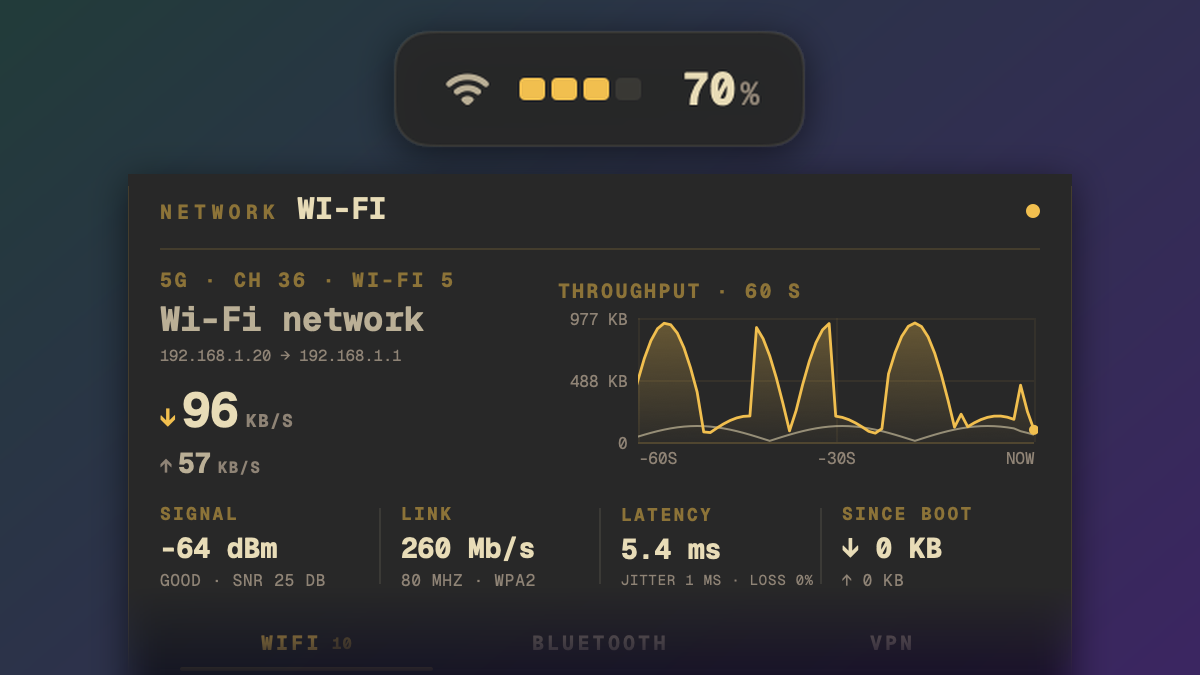 70%
NETWORK WI-FI
5G · CH 36 · WI-FI 5
Wi-Fi network
192.168.1.20 → 192.168.1.1
↓ 96 KB/S
↑ 57 KB/S
THROUGHPUT · 60 S
977 KB
488 KB
0
-60S -30S NOW
SIGNAL
-64 dBm
GOOD · SNR 25 DB
LINK
260 Mb/s
80 MHZ · WPA2
LATENCY
5.4 ms
JITTER 1 MS · LOSS 0%
SINCE BOOT
↓ 0 KB
↑ 0 KB
WIFI 10 BLUETOOTH VPN